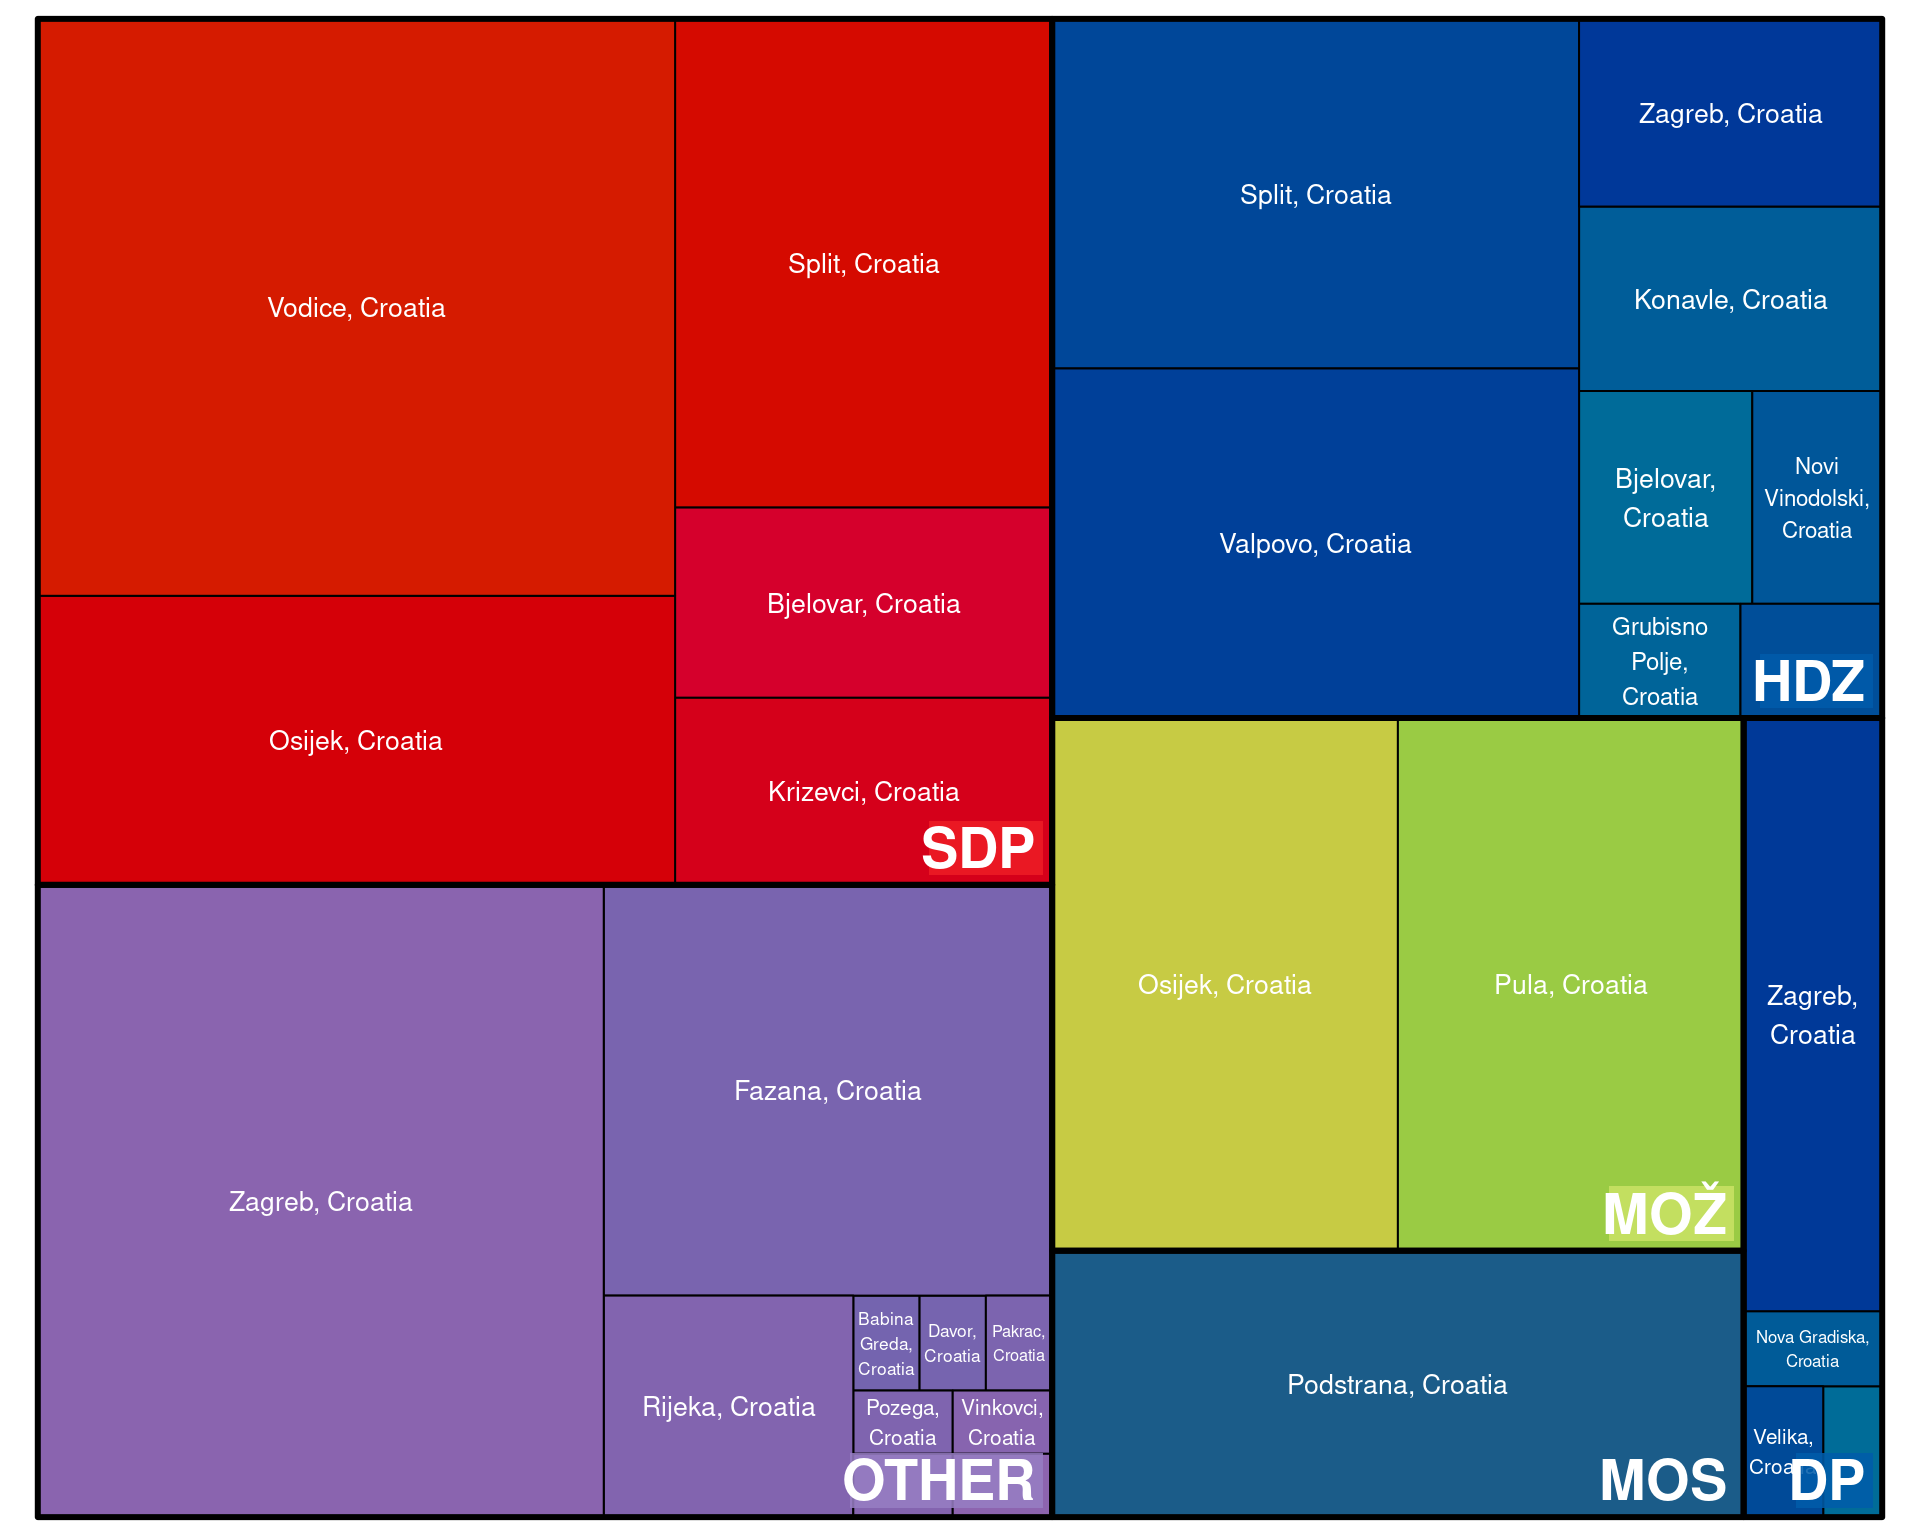 Vodice, Croatia
Split, Croatia
Bjelovar, Croatia
Osijek, Croatia
Krizevci, Croatia
SDP
Split, Croatia
Zagreb, Croatia
Konavle, Croatia
Valpovo, Croatia
Bjelovar,
Croatia
Novi
Vinodolski,
Croatia
Grubisno
Polje,
Croatia
HDZ
Zagreb, Croatia
Fazana, Croatia
Rijeka, Croatia
Babina
Greda,
Croatia
Davor,
Croatia
Pakrac,
Croatia
Pozega,
Croatia
Vinkovci,
Croatia
OTHER
Osijek, Croatia
Pula, Croatia
MOŽ
Podstrana, Croatia
MOS
Zagreb,
Croatia
Nova Gradiska,
Croatia
Velika,
Croatia
DP